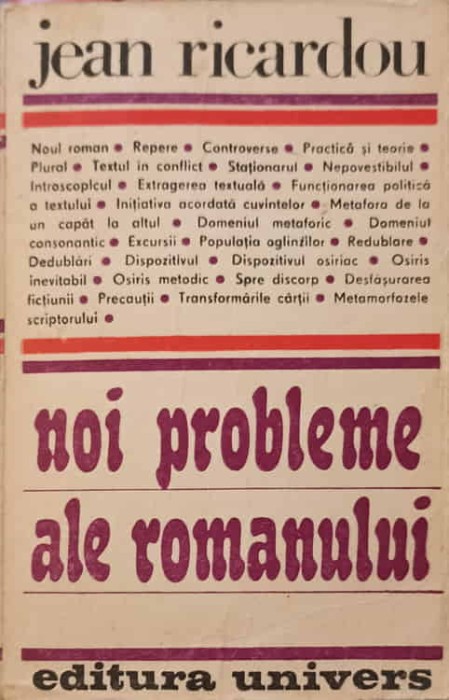 jean ricardou
Noul roman • Repere • Controverse • Practică și teorie •
Plural • Textul în conflict • Staționarul • Nepovestibilul •
Introscopicul • Extragerea textuală • Funcționarea politică
a textului • Inițiativa acordată cuvintelor • Metafora de la
un capăt la altul • Domeniul metaforic • Domeniul
consonantic • Excursii • Populația oglinzilor • Redublare •
Dedublări • Dispozitivul • Dispozitivul osiriac • Osiris
inevitabil • Osiris metodic • Spre discorp • Desfășurarea
ficțiunii • Precauții • Transformările cărții • Metamorfozele
scriptorului •
noi probleme
ale romanului
editura univers